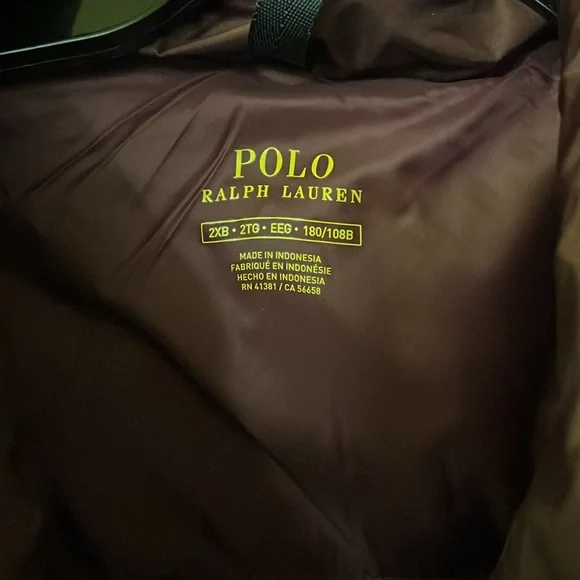 POLO
RALPH LAUREN
2XB • 2TG • EEG • 180/108B
MADE IN INDONESIA
FABRIQUÉ EN INDONÉSIE
HECHO EN INDONESIA
RN 41381 / CA 56658